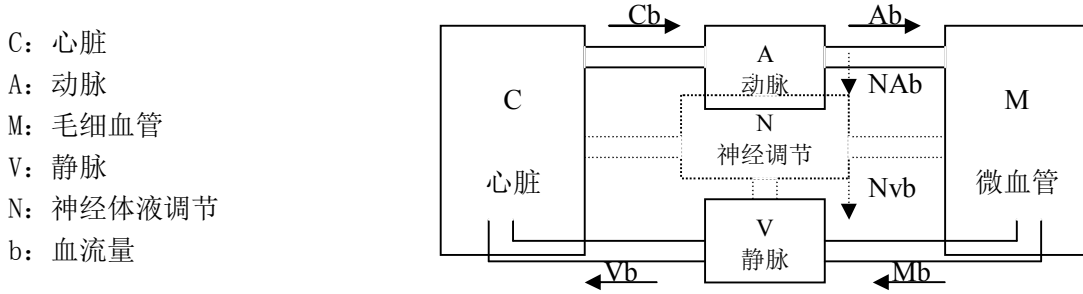 C：心脏
A：动脉
M：毛细血管
V：静脉
N：神经体液调节
b：血流量
Cb
Ab
A
动脉
NAb
C
心脏
N
神经调节
M
微血管
Nvb
V
静脉
Vb
Mb